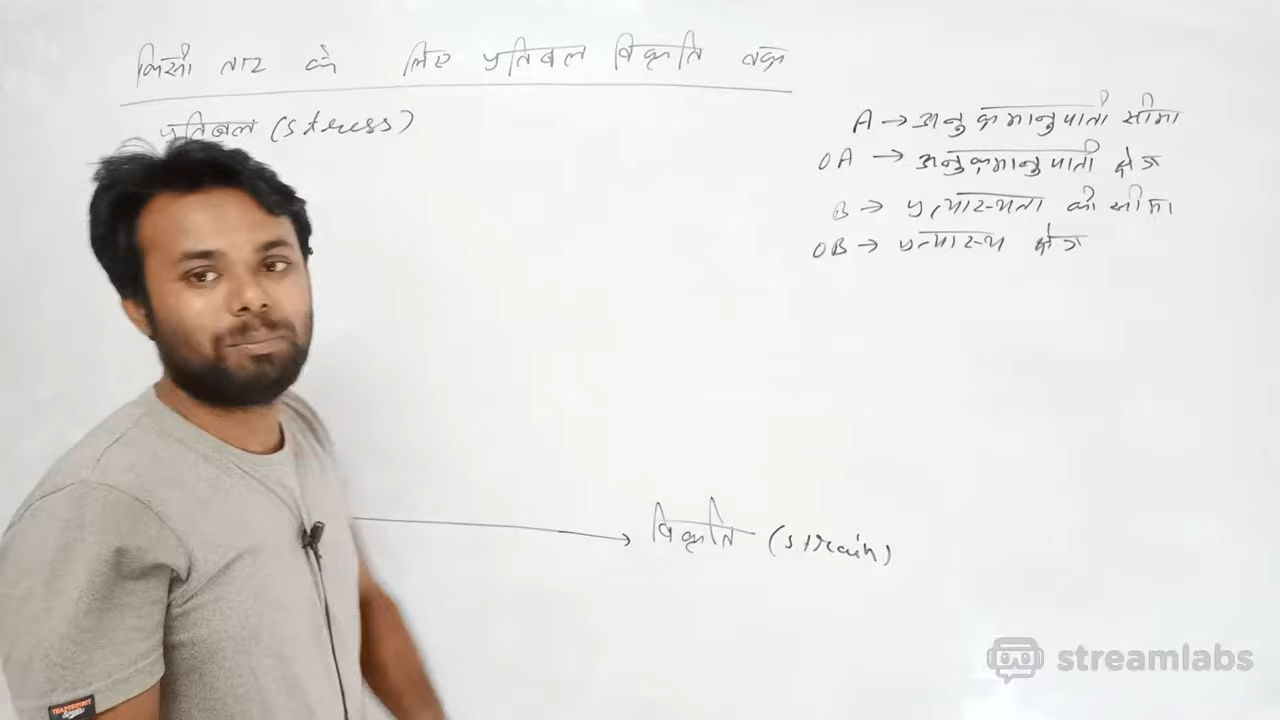 किसी तार के लिए प्रतिबल विकृति वक्र
प्रतिबल (stress)
A → अनुक्रमानुपाती सीमा
OA → अनुक्रमानुपाती क्षेत्र
B → प्रत्यास्थता की सीमा
OB → प्रत्यास्थ क्षेत्र
विकृति (strain)
streamlabs